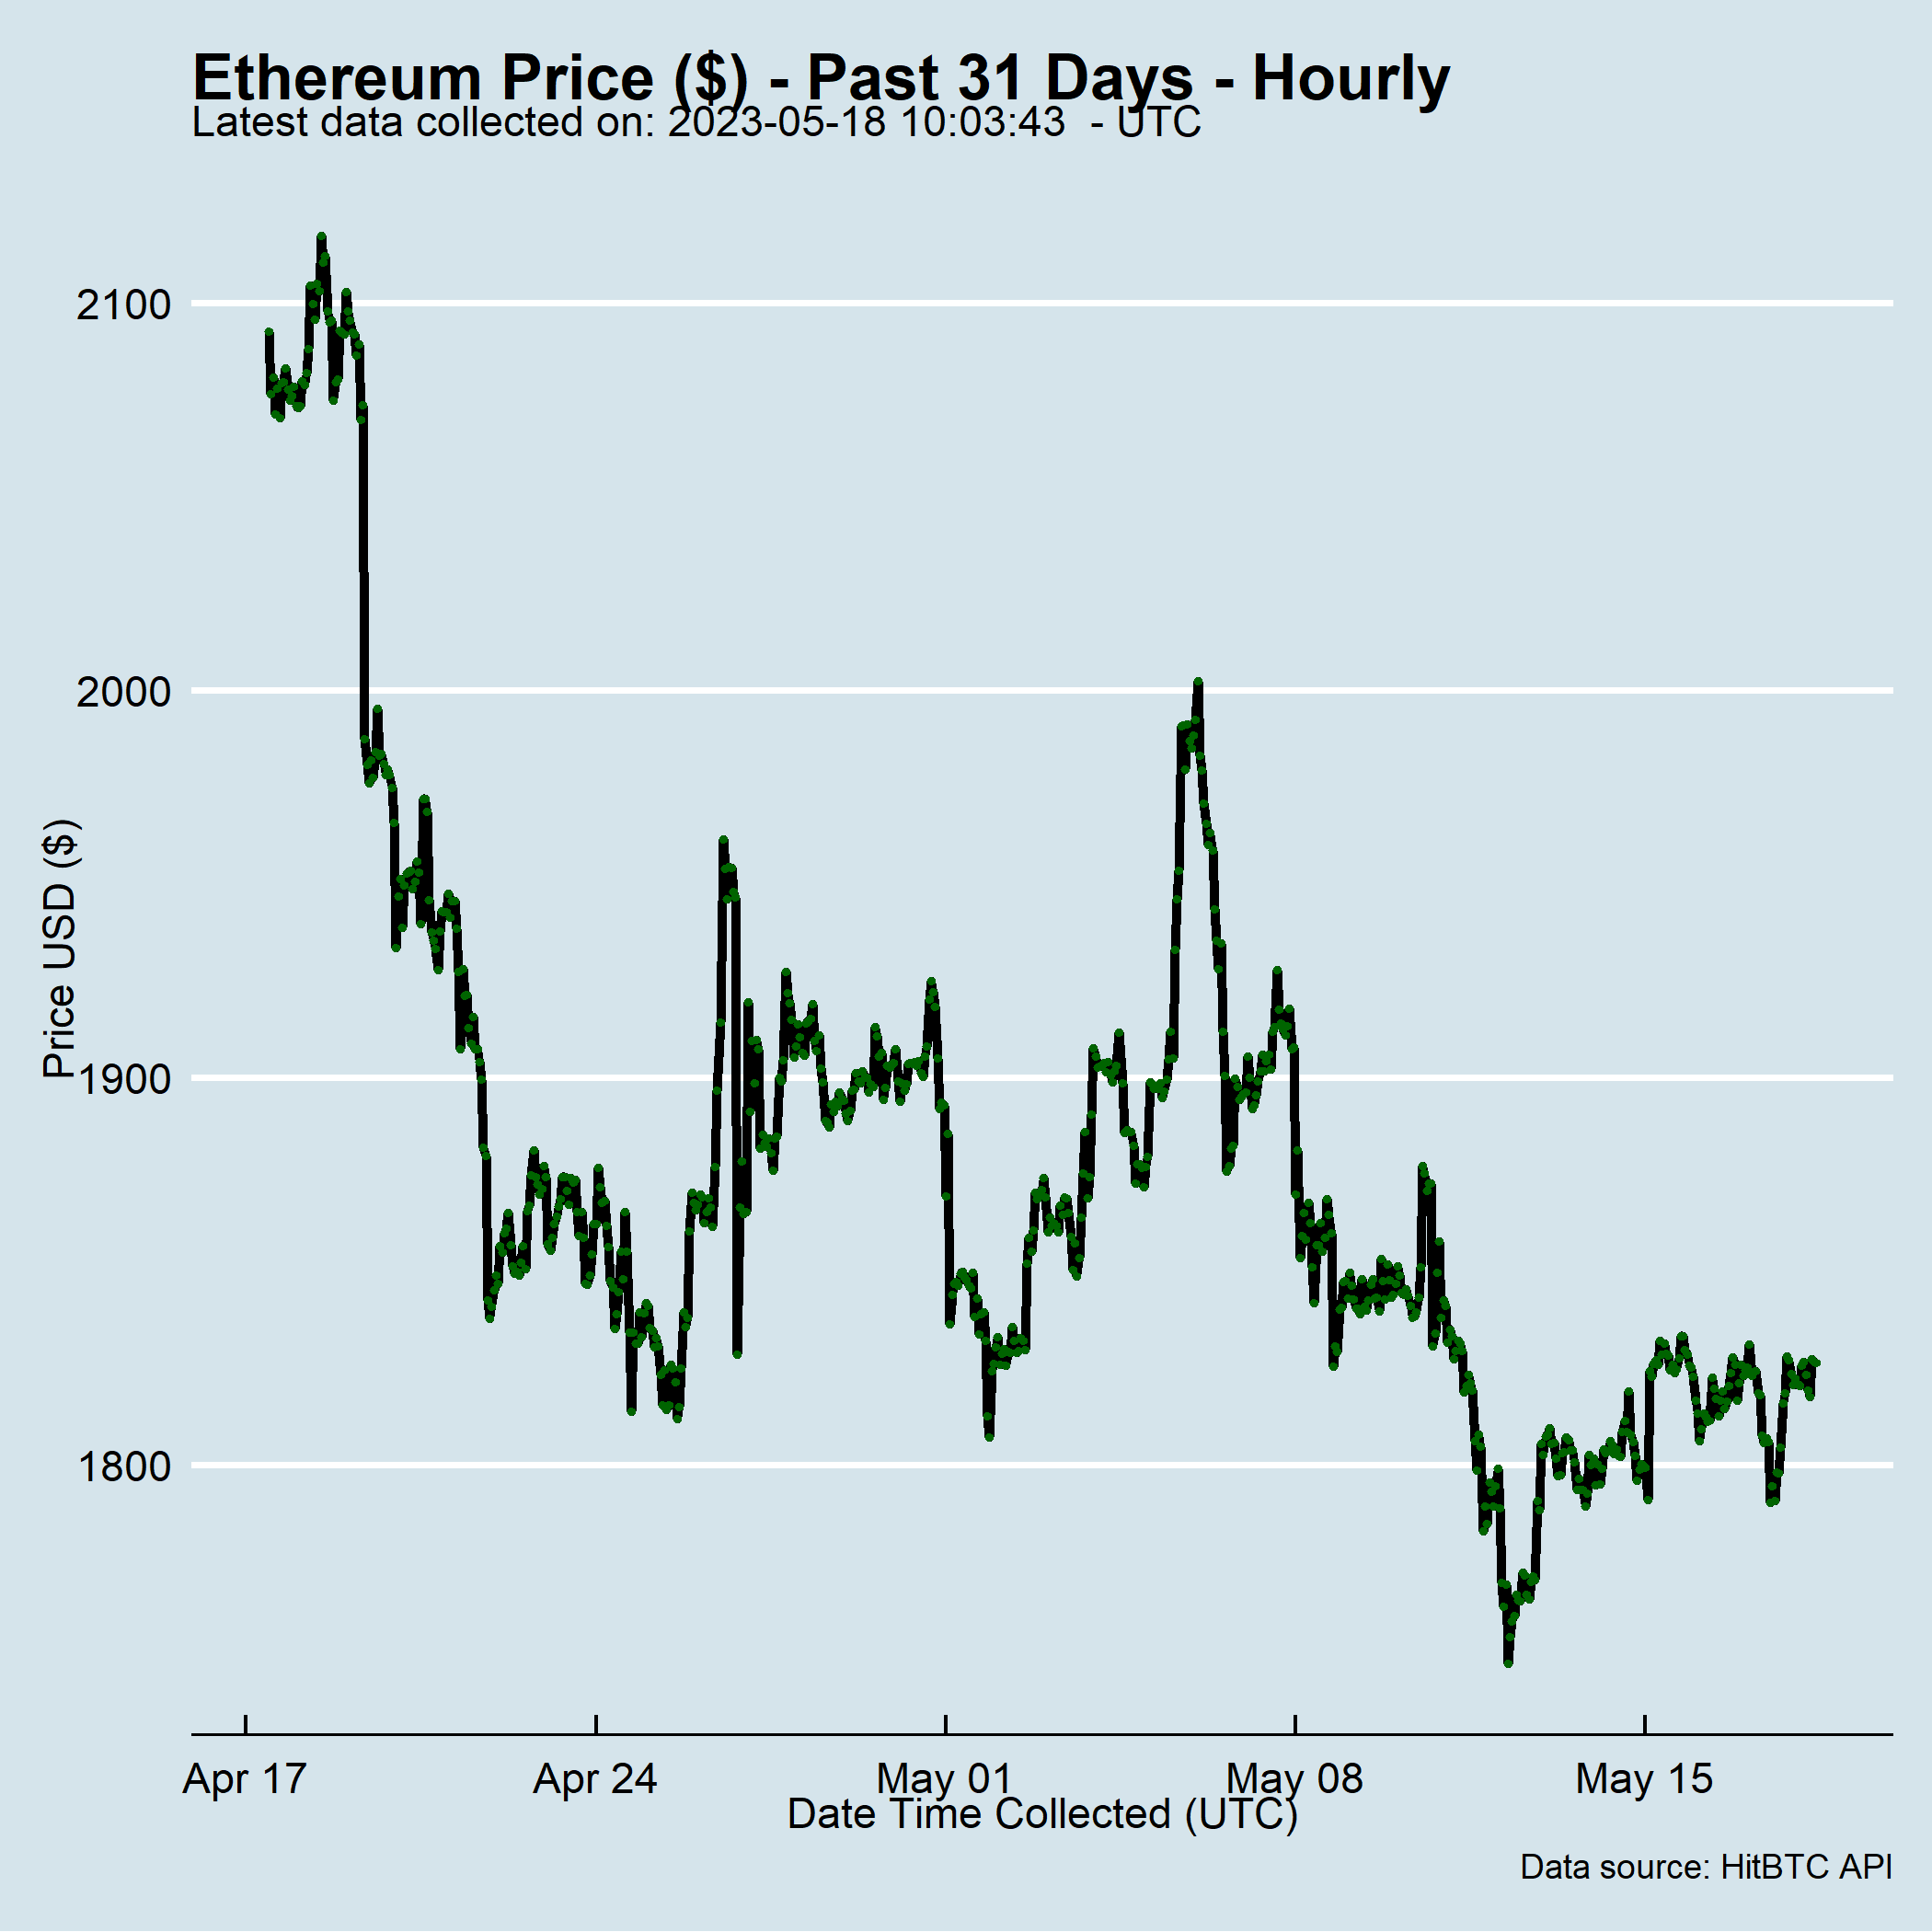 Ethereum Price ($) - Past 31 Days - Hourly
Latest data collected on: 2023-05-18 10:03:43  - UTC
2100
2000
1900
1800
Price USD ($)
Apr 17
Apr 24
May 01
May 08
May 15
Date Time Collected (UTC)
Data source: HitBTC API